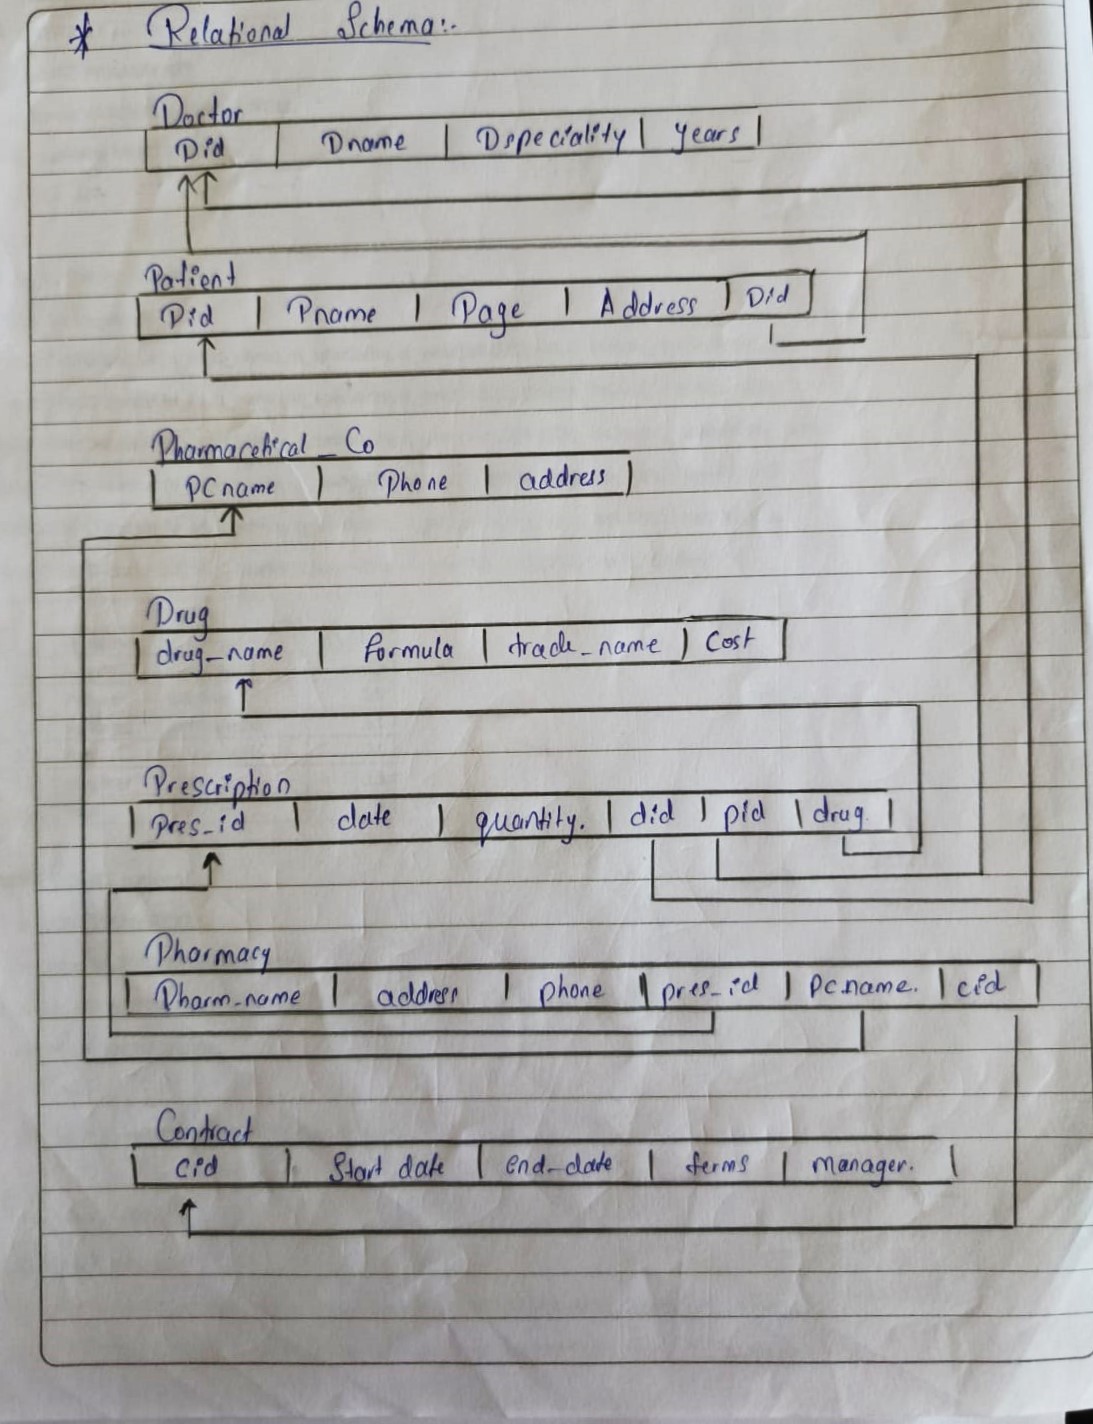 * Relational Schema:-
Doctor
Did | Dname | Dspeciality | years |
Patient
Pid | Pname | Page | Address | Did
Pharmacetical_Co
PCname | Phone | address |
Drug
drug_name | formula | trade_name | Cost
Prescription
Pres_id | date | quantity. | did | pid | drug |
Pharmacy
Pharm_name | address | phone | pres_id | Pc.name. | cid
Contract
cid | Start date | end_date | terms | manager. |